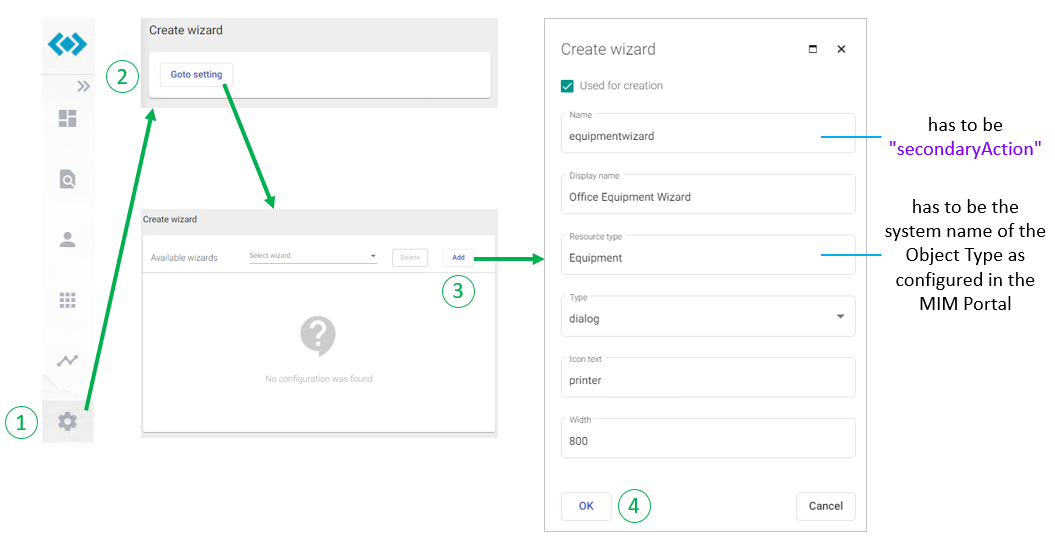 1
2
Create wizard
Goto setting
Create wizard
Available wizards
Select wizard
Delete
Add
3
No configuration was found
Create wizard
Used for creation
Name
equipmentwizard
Display name
Office Equipment Wizard
Resource type
Equipment
Type
dialog
Icon text
printer
Width
800
OK
4
Cancel
has to be
"secondaryAction"
has to be the
system name of the
Object Type as
configured in the
MIM Portal